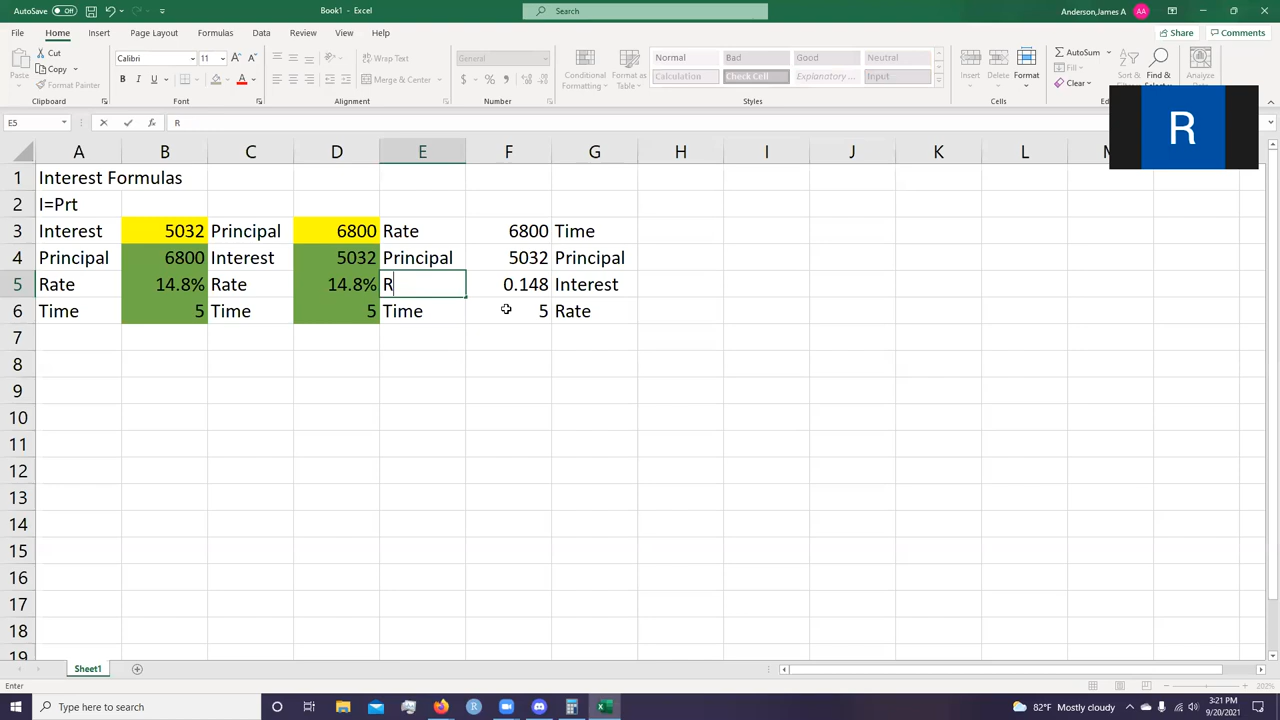 AutoSave Off Book1 - Excel Search Anderson,James A AA
File Home Insert Page Layout Formulas Data Review View Help Share Comments
Paste Cut Copy Format Painter Clipboard
Calibri 11 A A B I U A Font
Wrap Text Merge & Center Alignment
General $ % Number
Conditional Formatting Format as Table Normal Bad Good Neutral Calculation Check Cell Explanatory ... Input Styles
Insert Delete Format Cells
AutoSum Clear Sort & Find & Select Analyze Data
R
E5 fx R
A B C D E F G H I J K L
1 Interest Formulas
2 I=Prt
3 Interest 5032 Principal 6800 Rate 6800 Time
4 Principal 6800 Interest 5032 Principal 5032 Principal
5 Rate 14.8% Rate 14.8% R 0.148 Interest
6 Time 5 Time 5 Time 5 Rate
7
8
9
10
11
12
13
14
15
16
17
18
19
Sheet1
Enter 202%
Type here to search R 82°F Mostly cloudy 3:21 PM
9/20/2021